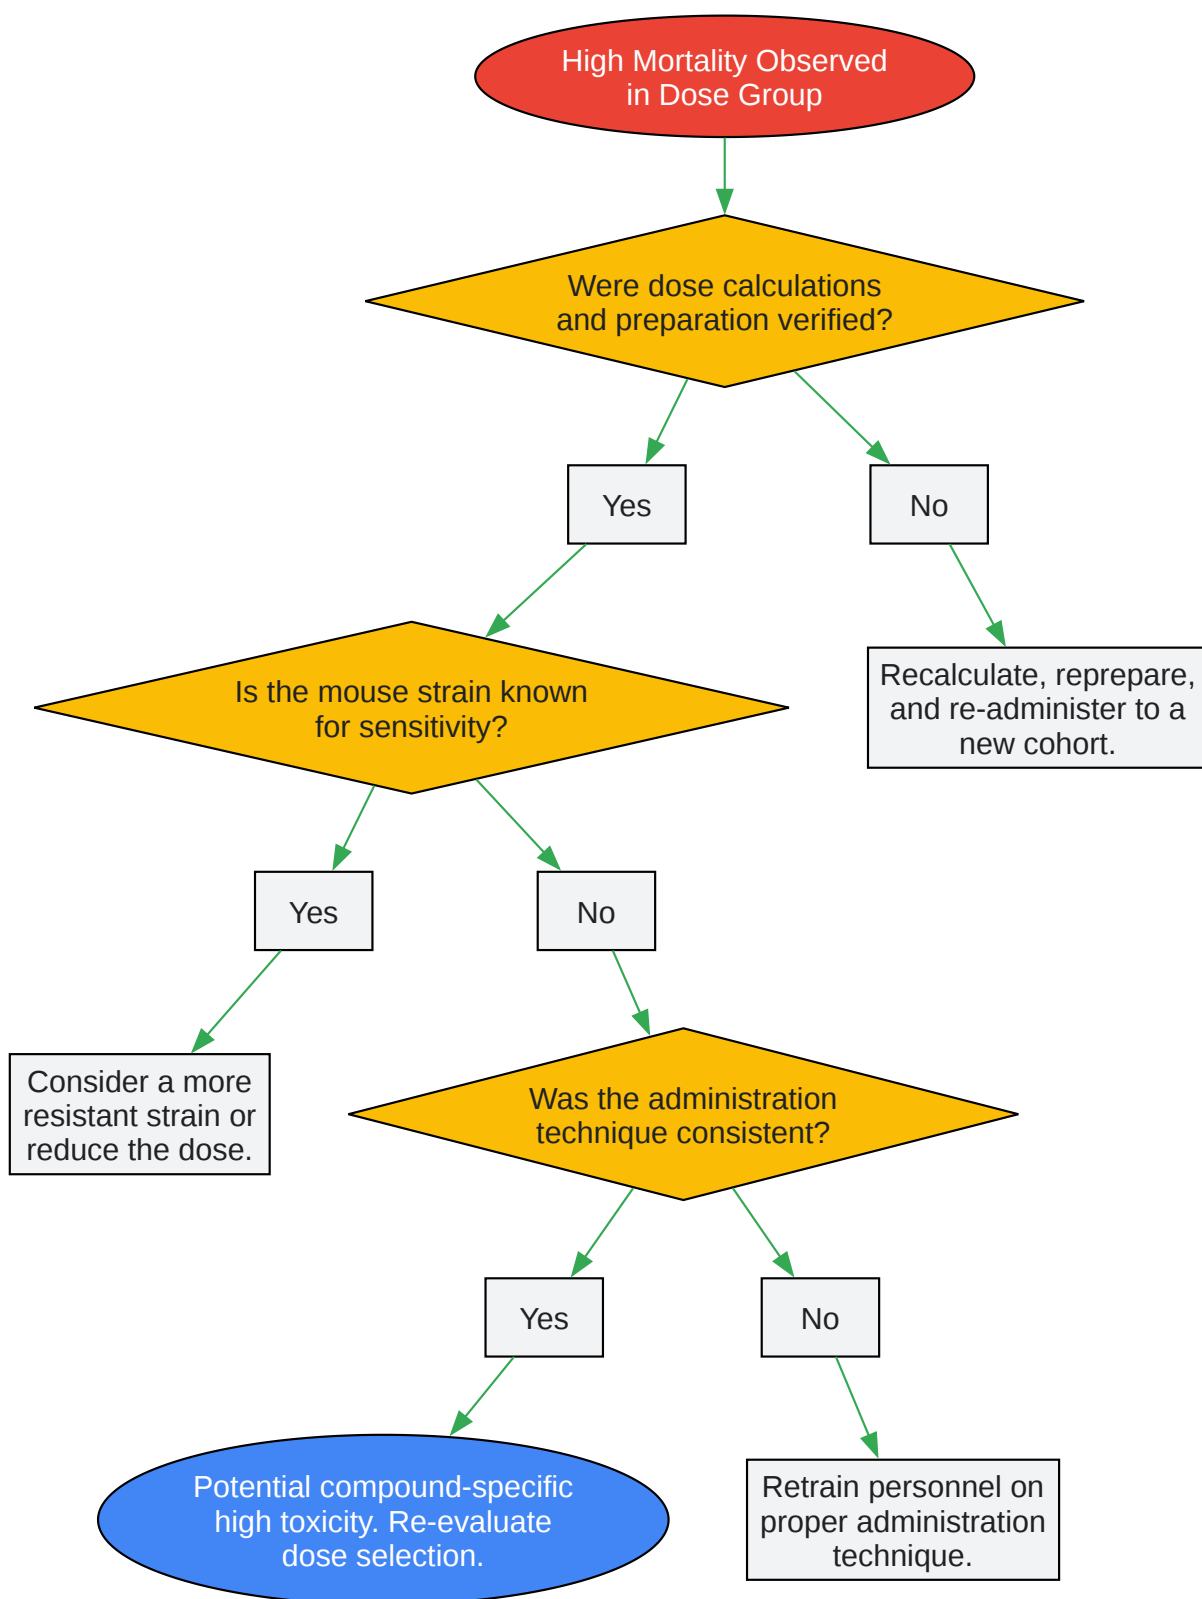 High Mortality Observed
in Dose Group
Were dose calculations
and preparation verified?
Yes
No
Is the mouse strain known
for sensitivity?
Recalculate, reprepare,
and re-administer to a
new cohort.
Yes
No
Consider a more
resistant strain or
reduce the dose.
Was the administration
technique consistent?
Yes
No
Potential compound-specific
high toxicity. Re-evaluate
dose selection.
Retrain personnel on
proper administration
technique.